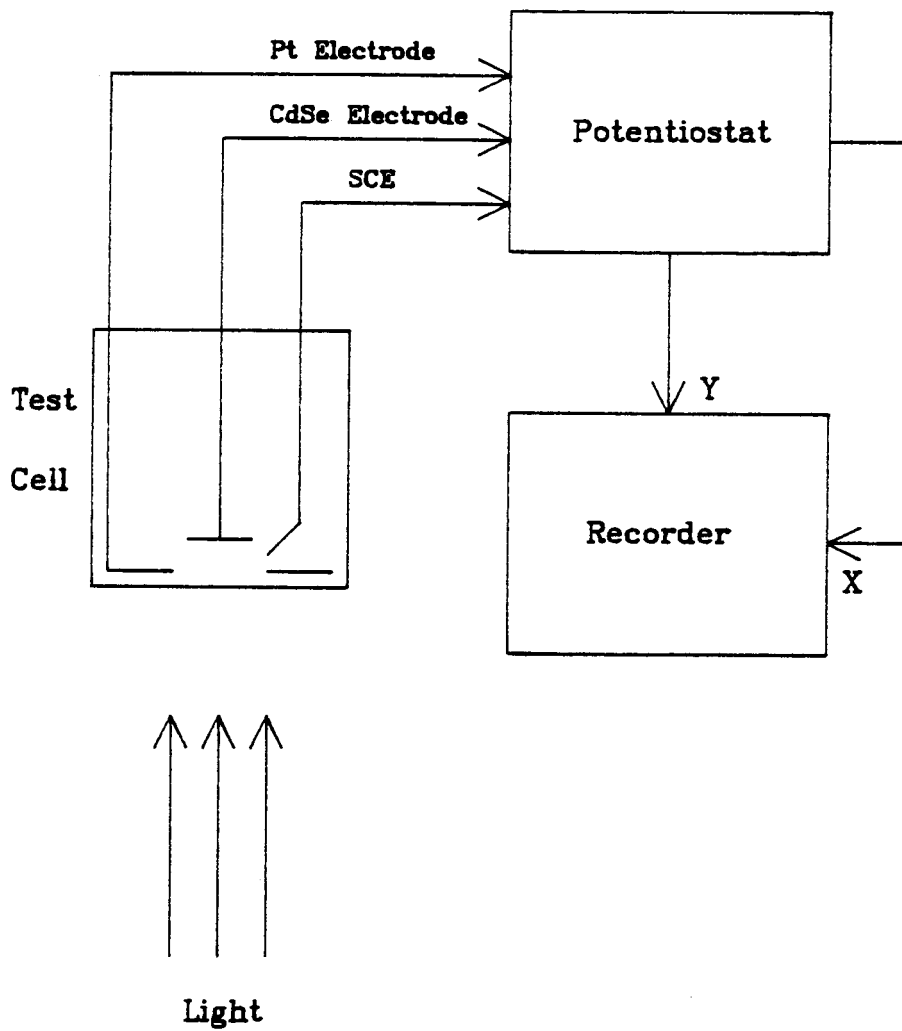 Pt Electrode
CdSe Electrode
Potentiostat
SCE
Y
Test
Cell
Recorder
X
Light